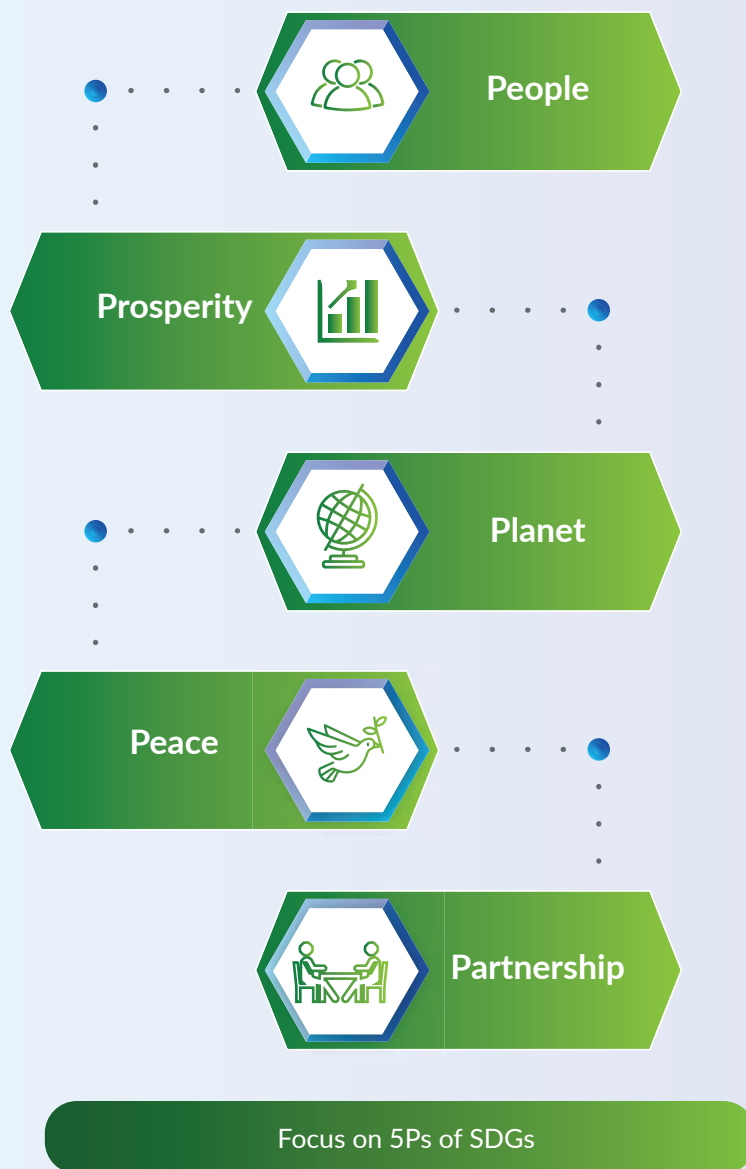 People
Prosperity
Planet
Peace
Partnership
Focus on 5Ps of SDGs